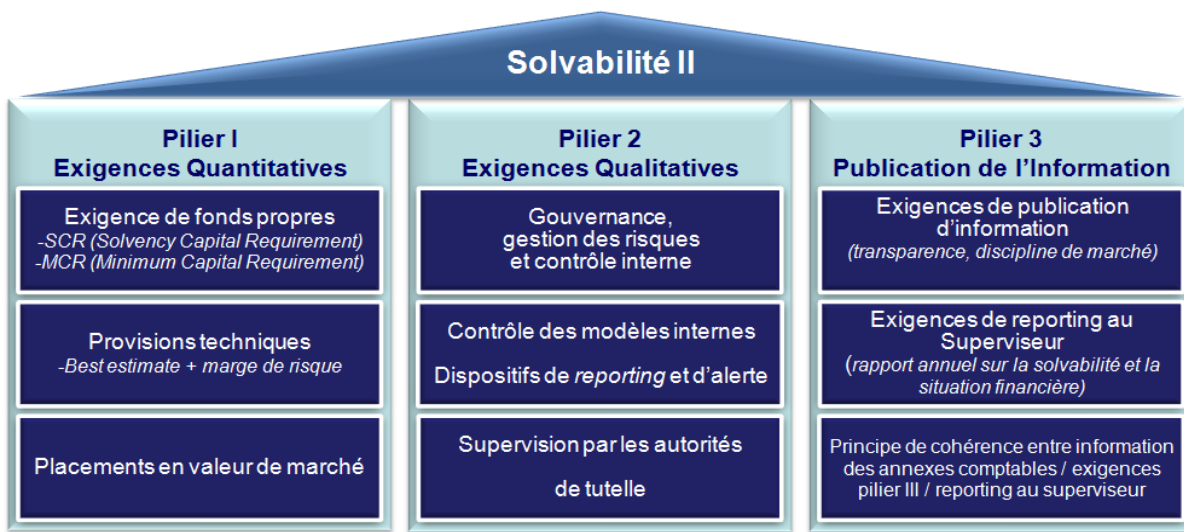 Solvabilité II
Pilier I
Exigences Quantitatives
Exigence de fonds propres
-SCR (Solvency Capital Requirement)
-MCR (Minimum Capital Requirement)
Provisions techniques
-Best estimate + marge de risque
Placements en valeur de marché
Pilier 2
Exigences Qualitatives
Gouvernance,
gestion des risques
et contrôle interne
Contrôle des modèles internes
Dispositifs de reporting et d'alerte
Supervision par les autorités
de tutelle
Pilier 3
Publication de l'Information
Exigences de publication
d'information
(transparence, discipline de marché)
Exigences de reporting au
Superviseur
(rapport annuel sur la solvabilité et la
situation financière)
Principe de cohérence entre information
des annexes comptables / exigences
pilier III / reporting au superviseur